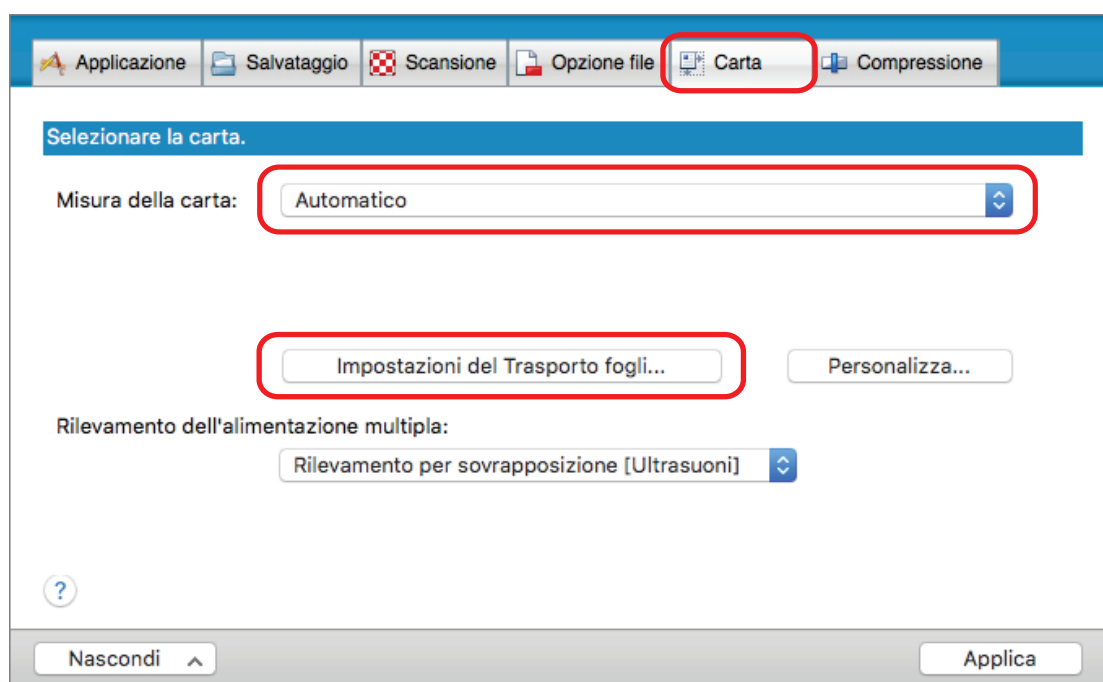 Applicazione Salvataggio Scansione Opzione file Carta Compressione
Selezionare la carta.
Misura della carta: Automatico
Impostazioni del Trasporto fogli... Personalizza...
Rilevamento dell'alimentazione multipla:
Rilevamento per sovrapposizione [Ultrasuoni]
?
Nascondi Applica